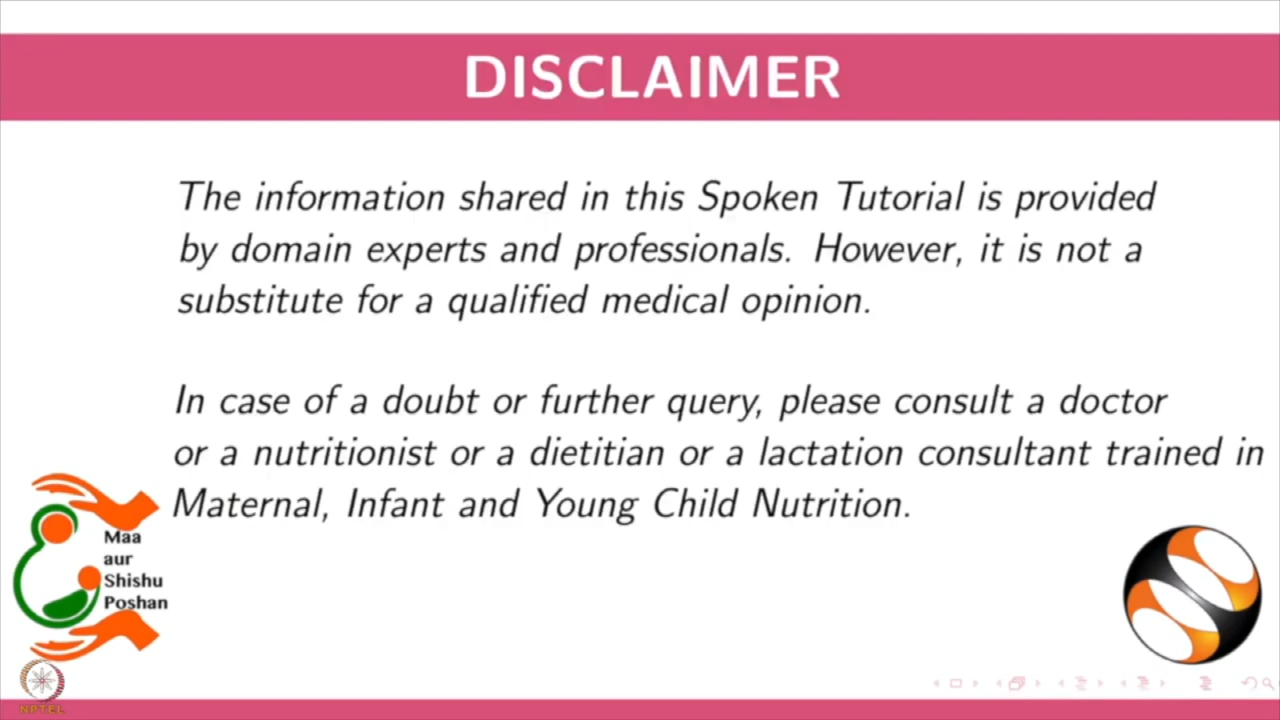 DISCLAIMER
The information shared in this Spoken Tutorial is provided
by domain experts and professionals. However, it is not a
substitute for a qualified medical opinion.
In case of a doubt or further query, please consult a doctor
or a nutritionist or a dietitian or a lactation consultant trained in
Maternal, Infant and Young Child Nutrition.
Maa
aur
Shishu
Poshan
NPTEL